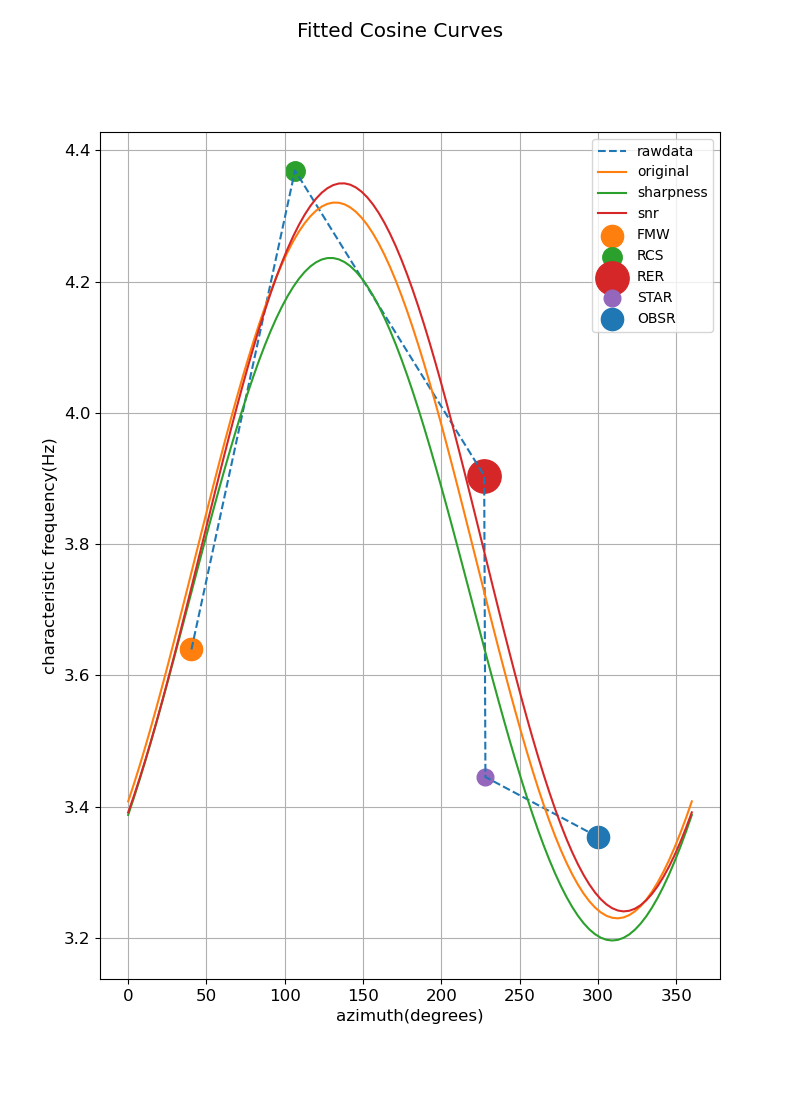 Fitted Cosine Curves
4.4
4.2
4.0
3.8
3.6
3.4
3.2
characteristic frequency(Hz)
rawdata
original
sharpness
snr
FMW
RCS
RER
STAR
OBSR
0 50 100 150 200 250 300 350
azimuth(degrees)